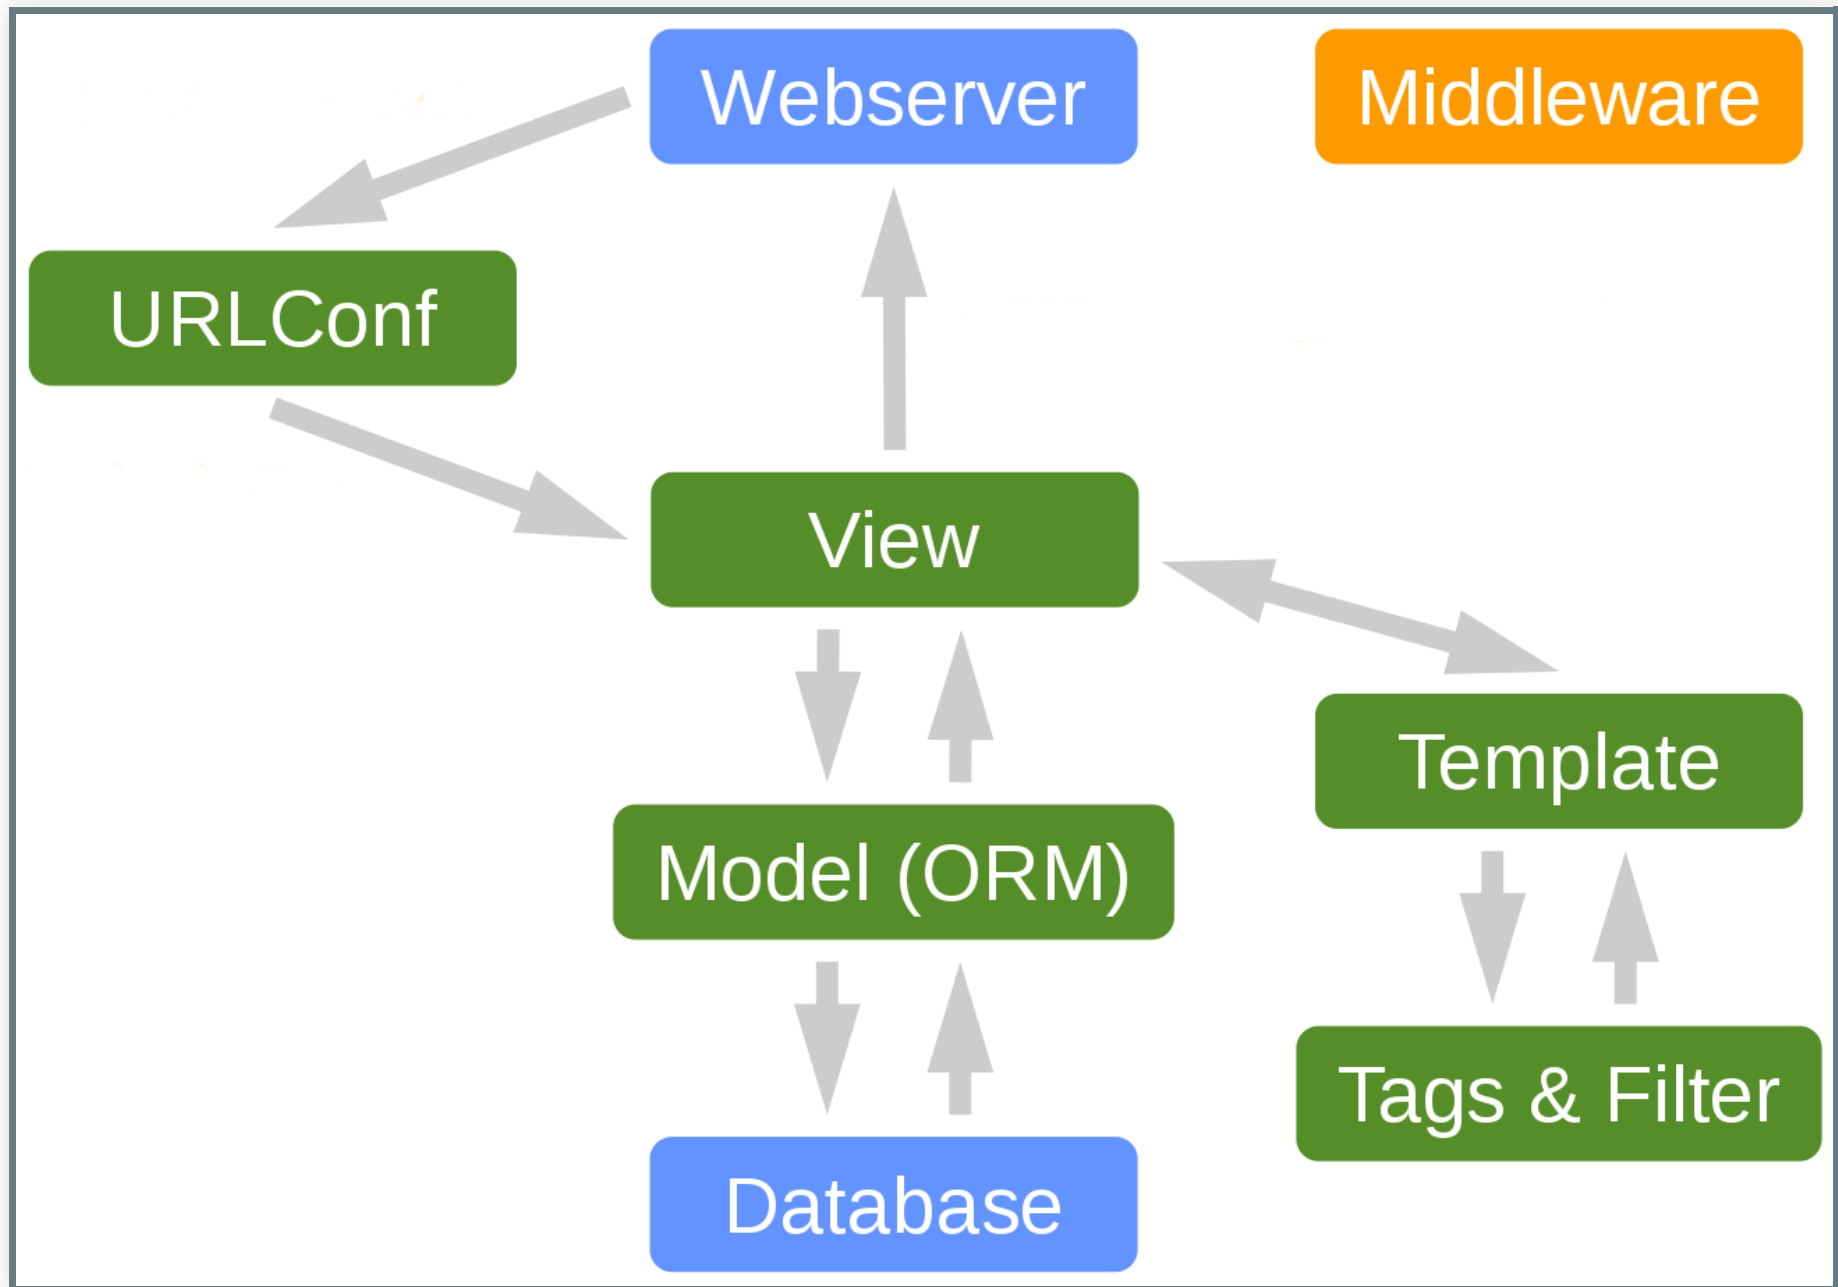 Webserver
Middleware
URLConf
View
Template
Model (ORM)
Tags & Filter
Database